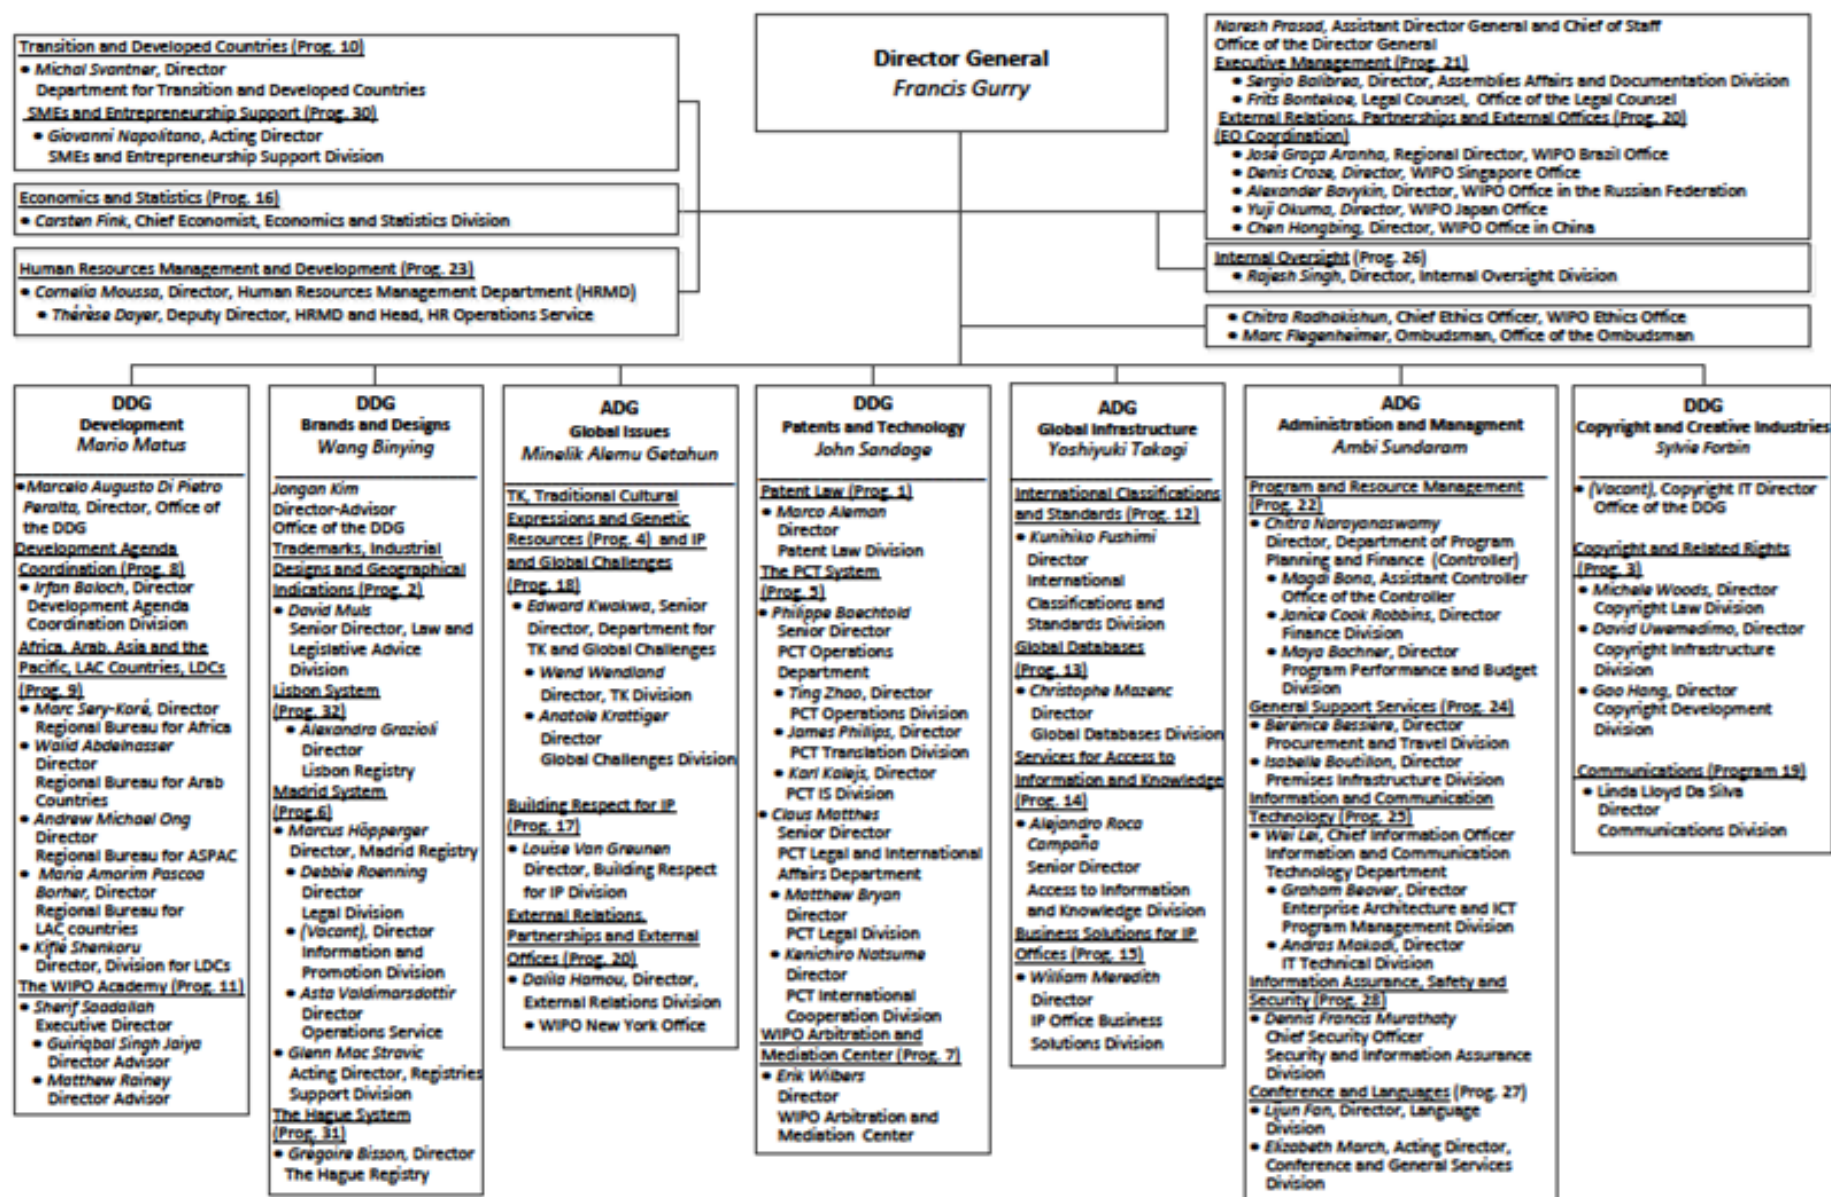 Director General
Francis Gurry
Transition and Developed Countries (Prog. 10)
• Michal Svantner, Director
Department for Transition and Developed Countries
SMEs and Entrepreneurship Support (Prog. 30)
• Giovanni Napolitano, Acting Director
SMEs and Entrepreneurship Support Division
Economics and Statistics (Prog. 16)
• Carsten Fink, Chief Economist, Economics and Statistics Division
Human Resources Management and Development (Prog. 23)
• Cornelia Moussa, Director, Human Resources Management Department (HRMD)
• Thérèse Dayer, Deputy Director, HRMD and Head, HR Operations Service
Naresh Prasad, Assistant Director General and Chief of Staff
Office of the Director General
Executive Management (Prog. 21)
• Sergio Balibrea, Director, Assemblies Affairs and Documentation Division
• Frits Bontekoe, Legal Counsel, Office of the Legal Counsel
External Relations, Partnerships and External Offices (Prog. 20)
(EO Coordination)
• José Graça Aranha, Regional Director, WIPO Brazil Office
• Denis Croze, Director, WIPO Singapore Office
• Alexander Bavykin, Director, WIPO Office in the Russian Federation
• Yuji Okuma, Director, WIPO Japan Office
• Chen Hongbing, Director, WIPO Office in China
Internal Oversight (Prog. 26)
• Rajesh Singh, Director, Internal Oversight Division
• Chitra Radhakishun, Chief Ethics Officer, WIPO Ethics Office
• Marc Flegenheimer, Ombudsman, Office of the Ombudsman
DDG
Development
Mario Matus
• Marcelo Augusto Di Pietro
Peralta, Director, Office of
the DDG
Development Agenda
Coordination (Prog. 8)
• Irfan Baloch, Director
Development Agenda
Coordination Division
Africa, Arab, Asia and the
Pacific, LAC Countries, LDCs
(Prog. 9)
• Marc Sery-Koré, Director
Regional Bureau for Africa
• Walid Abdelnasser
Director
Regional Bureau for Arab
Countries
• Andrew Michael Ong
Director
Regional Bureau for ASPAC
• Maria Amorim Pascoa
Borher, Director
Regional Bureau for
LAC countries
• Kiflé Shenkoru
Director, Division for LDCs
The WIPO Academy (Prog. 11)
• Sherif Saadallah
Executive Director
• Guiriqbal Singh Jaiya
Director Advisor
• Matthew Rainey
Director Advisor
DDG
Brands and Designs
Wang Binying
Jongan Kim
Director-Advisor
Office of the DDG
Trademarks, Industrial
Designs and Geographical
Indications (Prog. 2)
• David Muls
Senior Director, Law and
Legislative Advice
Division
Lisbon System
(Prog. 32)
• Alexandra Grazioli
Director
Lisbon Registry
Madrid System
(Prog.6)
• Marcus Höpperger
Director, Madrid Registry
• Debbie Roenning
Director
Legal Division
• (Vacant), Director
Information and
Promotion Division
• Asta Valdimarsdottir
Director
Operations Service
• Glenn Mac Stravic
Acting Director, Registries
Support Division
The Hague System
(Prog. 31)
• Grégoire Bisson, Director
The Hague Registry
ADG
Global Issues
Minelik Alemu Getahun
TK, Traditional Cultural
Expressions and Genetic
Resources (Prog. 4) and IP
and Global Challenges
(Prog. 18)
• Edward Kwakwa, Senior
Director, Department for
TK and Global Challenges
• Wend Wendland
Director, TK Division
• Anatole Krattiger
Director
Global Challenges Division
Building Respect for IP
(Prog. 17)
• Louise Van Greunen
Director, Building Respect
for IP Division
External Relations,
Partnerships and External
Offices (Prog. 20)
• Dalila Hamou, Director,
External Relations Division
• WIPO New York Office
DDG
Patents and Technology
John Sandage
Patent Law (Prog. 1)
• Marco Aleman
Director
Patent Law Division
The PCT System
(Prog. 5)
• Philippe Baechtold
Senior Director
PCT Operations
Department
• Ting Zhao, Director
PCT Operations Division
• James Phillips, Director
PCT Translation Division
• Karl Kalejs, Director
PCT IS Division
• Claus Matthes
Senior Director
PCT Legal and International
Affairs Department
• Matthew Bryan
Director
PCT Legal Division
• Kenichiro Natsume
Director
PCT International
Cooperation Division
WIPO Arbitration and
Mediation Center (Prog. 7)
• Erik Wilbers
Director
WIPO Arbitration and
Mediation Center
ADG
Global Infrastructure
Yoshiyuki Takagi
International Classifications
and Standards (Prog. 12)
• Kunihiko Fushimi
Director
International
Classifications and
Standards Division
Global Databases
(Prog. 13)
• Christophe Mazenc
Director
Global Databases Division
Services for Access to
Information and Knowledge
(Prog. 14)
• Alejandro Roca
Campaña
Senior Director
Access to Information
and Knowledge Division
Business Solutions for IP
Offices (Prog. 15)
• William Meredith
Director
IP Office Business
Solutions Division
ADG
Administration and Managment
Ambi Sundaram
Program and Resource Management
(Prog. 22)
• Chitra Narayanaswamy
Director, Department of Program
Planning and Finance (Controller)
• Magdi Bona, Assistant Controller
Office of the Controller
• Janice Cook Robbins, Director
Finance Division
• Maya Bachner, Director
Program Performance and Budget
Division
General Support Services (Prog. 24)
• Berenice Bessiere, Director
Procurement and Travel Division
• Isabelle Boutillon, Director
Premises Infrastructure Division
Information and Communication
Technology (Prog. 25)
• Wei Lei, Chief Information Officer
Information and Communication
Technology Department
• Graham Beaver, Director
Enterprise Architecture and ICT
Program Management Division
• Andras Makadi, Director
IT Technical Division
Information Assurance, Safety and
Security (Prog. 28)
• Dennis Francis Murathaty
Chief Security Officer
Security and Information Assurance
Division
Conference and Languages (Prog. 27)
• Lijun Fan, Director, Language
Division
• Elizabeth March, Acting Director,
Conference and General Services
Division
DDG
Copyright and Creative Industries
Sylvie Forbin
• (Vacant), Copyright IT Director
Office of the DDG
Copyright and Related Rights
(Prog. 3)
• Michele Woods, Director
Copyright Law Division
• David Uwemedimo, Director
Copyright Infrastructure
Division
• Gao Hang, Director
Copyright Development
Division
Communications (Program 19)
• Linda Lloyd Da Silva
Director
Communications Division